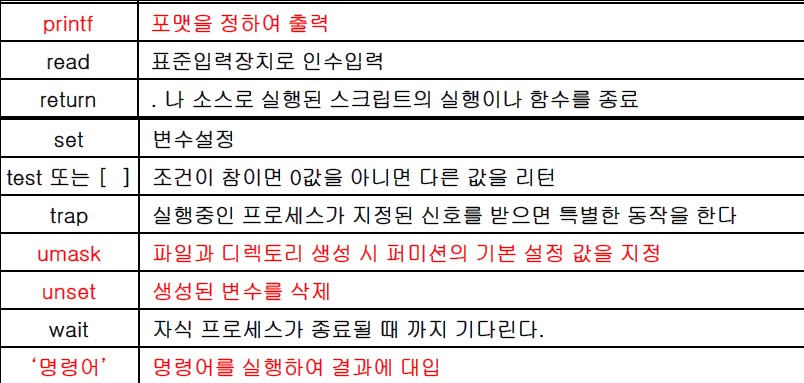 printf 포맷을 정하여 출력
read 표준입력장치로 인수입력
return . 나 소스로 실행된 스크립트의 실행이나 함수를 종료
set 변수설정
test 또는 [ ] 조건이 참이면 0값을 아니면 다른 값을 리턴
trap 실행중인 프로세스가 지정된 신호를 받으면 특별한 동작을 한다
umask 파일과 디렉토리 생성 시 퍼미션의 기본 설정 값을 지정
unset 생성된 변수를 삭제
wait 자식 프로세스가 종료될 때 까지 기다린다.
‘명령어’ 명령어를 실행하여 결과에 대입